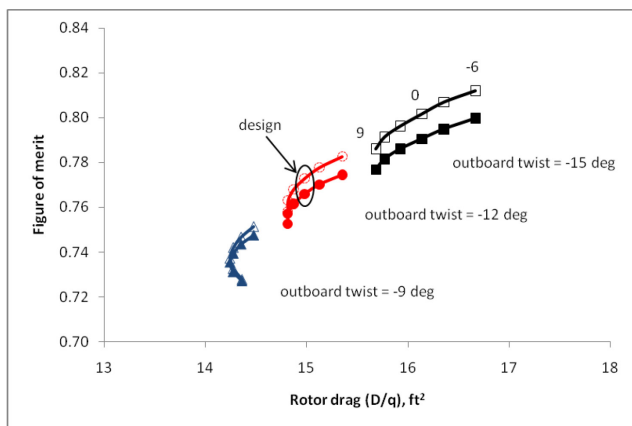 0.84
0.82
0.80
0.78
0.76
0.74
0.72
0.70
Figure of merit
-6
0
9
design
outboard twist = -15 deg
outboard twist = -12 deg
outboard twist = -9 deg
13
14
15
16
17
18
Rotor drag (D/q), ft²